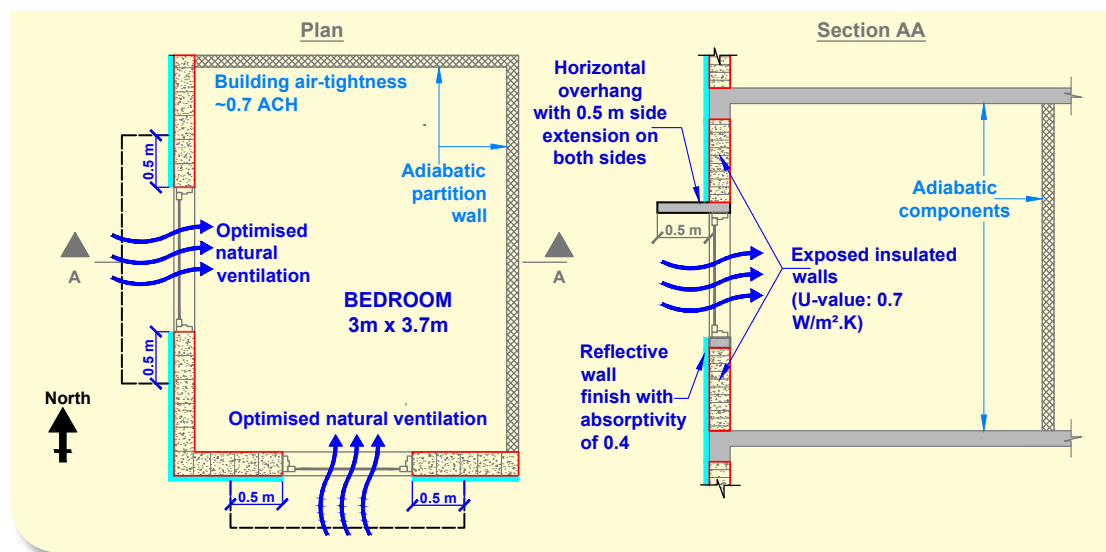 Plan
Building air-tightness
~0.7 ACH
Adiabatic
partition
wall
0.5 m
Optimised
natural
ventilation
A
A
BEDROOM
3m x 3.7m
0.5 m
North
Optimised natural ventilation
0.5 m
0.5 m
Section AA
Horizontal
overhang
with 0.5 m side
extension on
both sides
Adiabatic
components
0.5 m
Exposed insulated
walls
(U-value: 0.7
W/m².K)
Reflective
wall
finish with
absorptivity
of 0.4